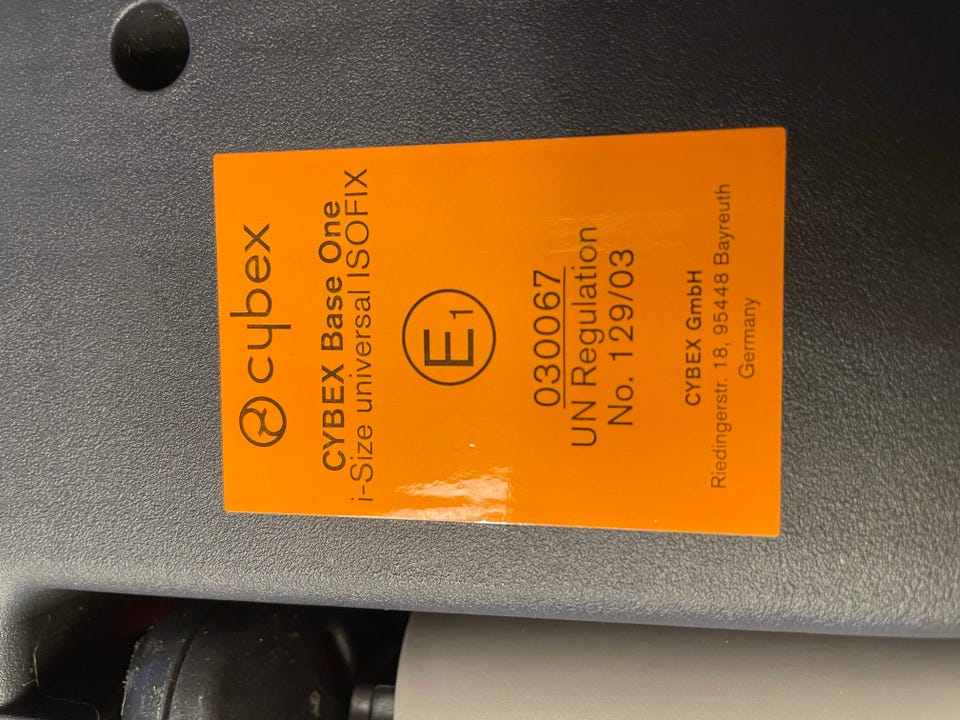 cybex
CYBEX Base One
i-Size universal ISOFIX
E1
030067
UN Regulation
No. 129/03
CYBEX GmbH
Riedingerstr. 18, 95448 Bayreuth
Germany